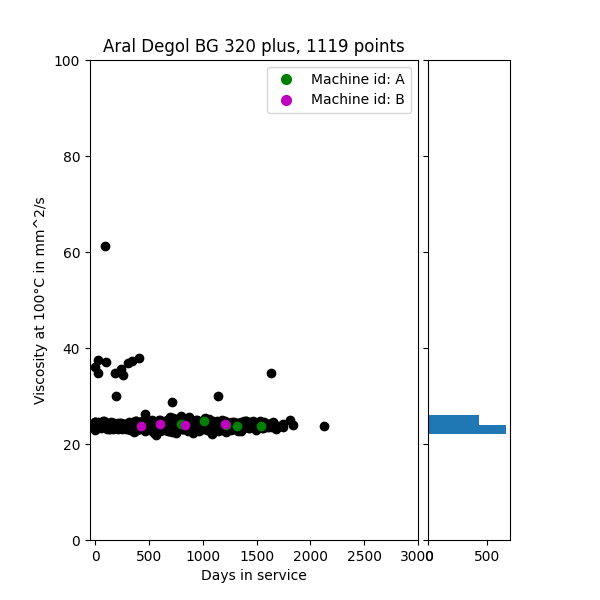 Aral Degol BG 320 plus, 1119 points
Machine id: A
Machine id: B
Viscosity at 100°C in mm^2/s
100
80
60
40
20
0
0 500 1000 1500 2000 2500 3000
0 500
Days in service